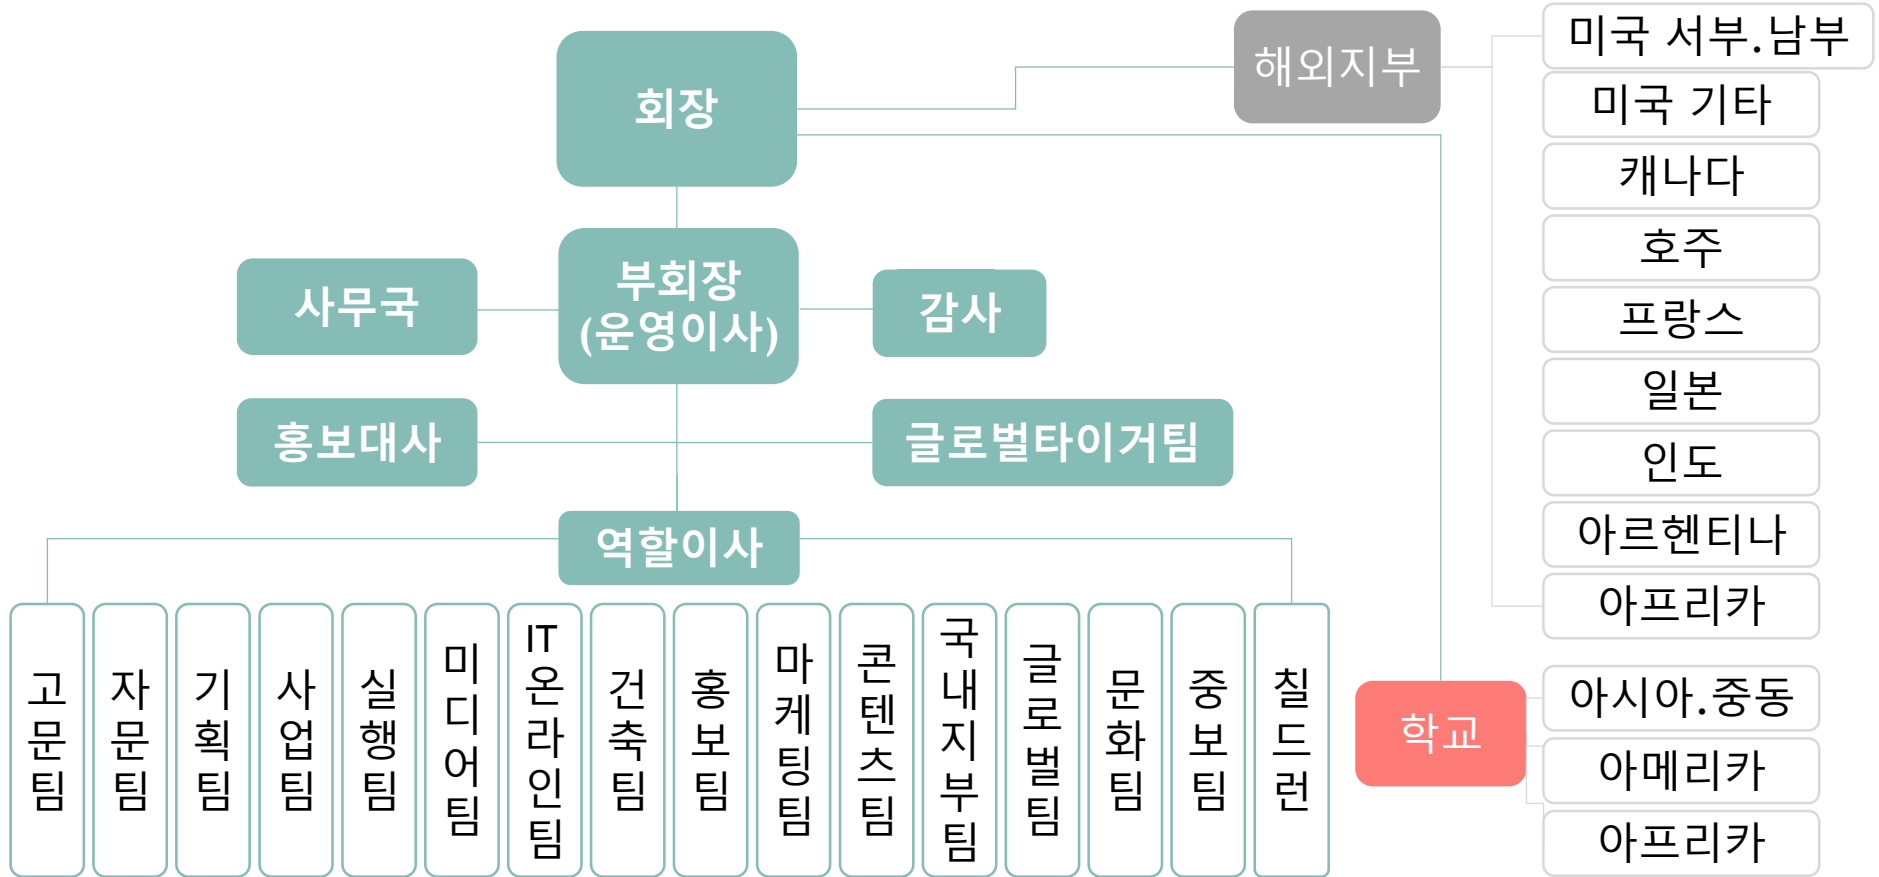 회장
해외지부
미국 서부.남부
미국 기타
캐나다
호주
프랑스
일본
인도
아르헨티나
아프리카
부회장
(운영이사)
사무국
감사
홍보대사
글로벌타이거팀
역할이사
고문팀
자문팀
기획팀
사업팀
실행팀
미디어팀
IT온라인팀
건축팀
홍보팀
마케팅팀
콘텐츠팀
국내지부팀
글로벌팀
문화팀
중보팀
칠드런
학교
아시아.중동
아메리카
아프리카